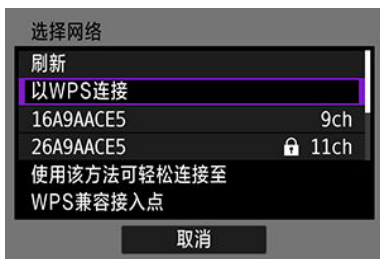 选择网络
刷新
以WPS连接
16A9AACE5 9ch
26A9AACE5 11ch
使用该方法可轻松连接至
WPS兼容接入点
取消